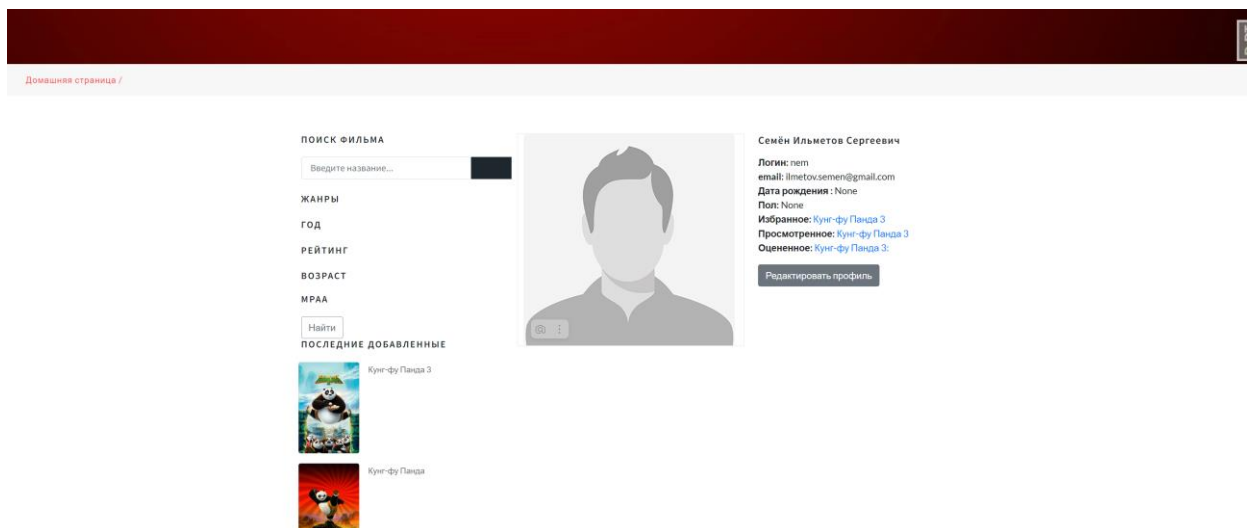 Домашняя страница /
ПОИСК ФИЛЬМА
Введите название...
ЖАНРЫ
ГОД
РЕЙТИНГ
ВОЗРАСТ
МРАА
Найти
ПОСЛЕДНИЕ ДОБАВЛЕННЫЕ
Кунг-фу Панда 3
Кунг-фу Панда
Семён Ильметов Сергеевич
Логин: nem
email: ilmetov.semen@gmail.com
Дата рождения : None
Пол: None
Избранное: Кунг-фу Панда 3
Просмотренное: Кунг-фу Панда 3
Оцененное: Кунг-фу Панда 3:
Редактировать профиль